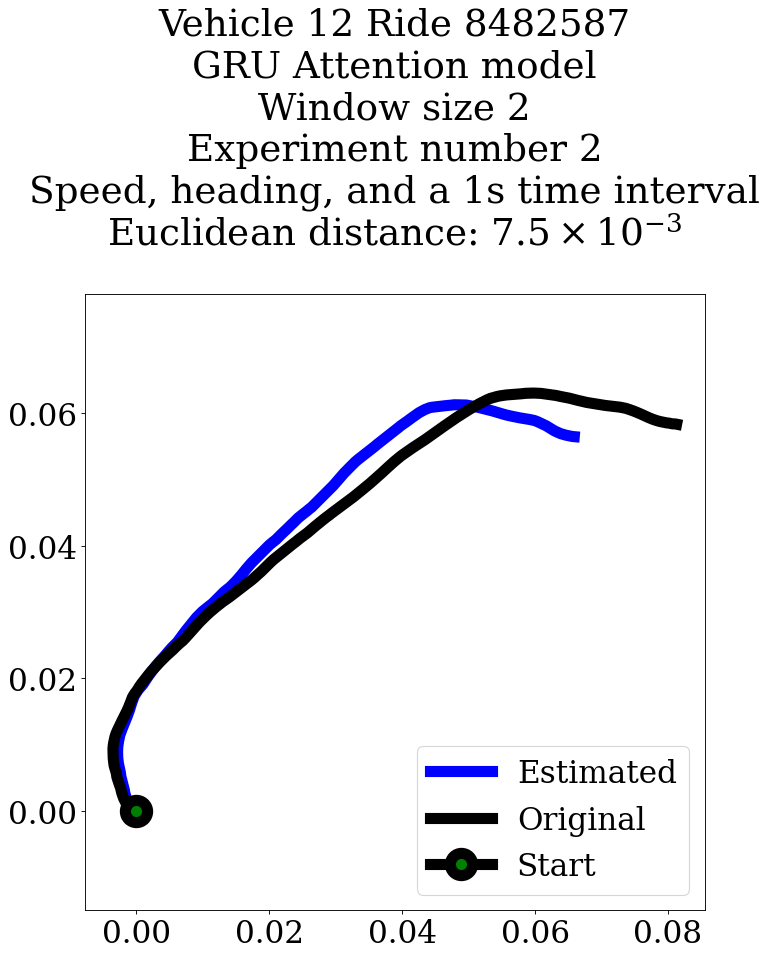 Vehicle 12 Ride 8482587
GRU Attention model
Window size 2
Experiment number 2
Speed, heading, and a 1s time interval
Euclidean distance: 7.5 × 10⁻³
0.06
0.04
0.02
0.00
Estimated
Original
Start
0.00 0.02 0.04 0.06 0.08